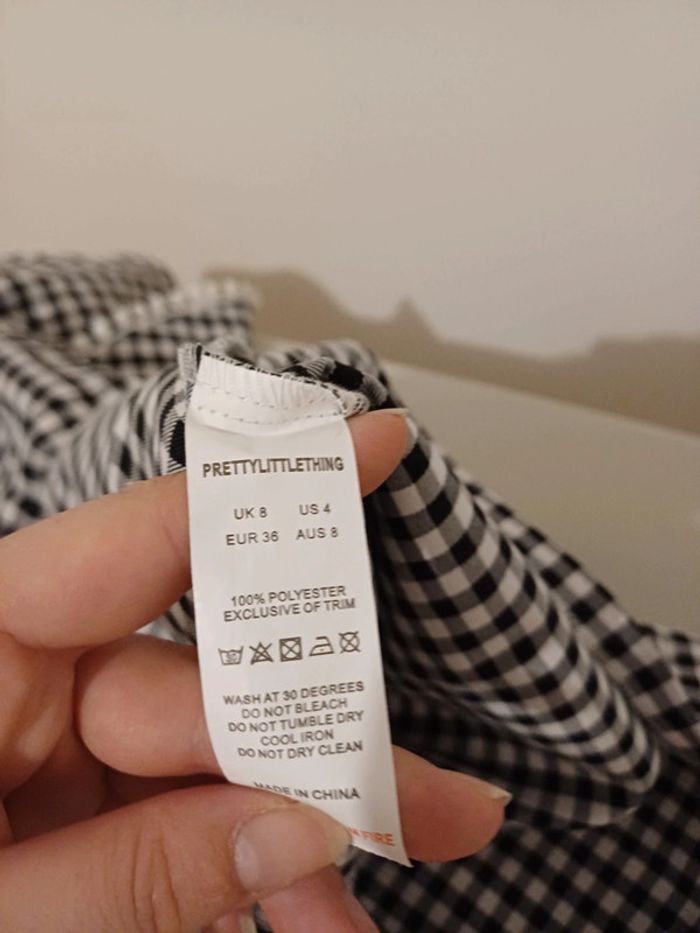 PRETTYLITTLETHING
UK 8 US 4
EUR 36 AUS 8
100% POLYESTER
EXCLUSIVE OF TRIM
WASH AT 30 DEGREES
DO NOT BLEACH
DO NOT TUMBLE DRY
COOL IRON
DO NOT DRY CLEAN
MADE IN CHINA
FIRE